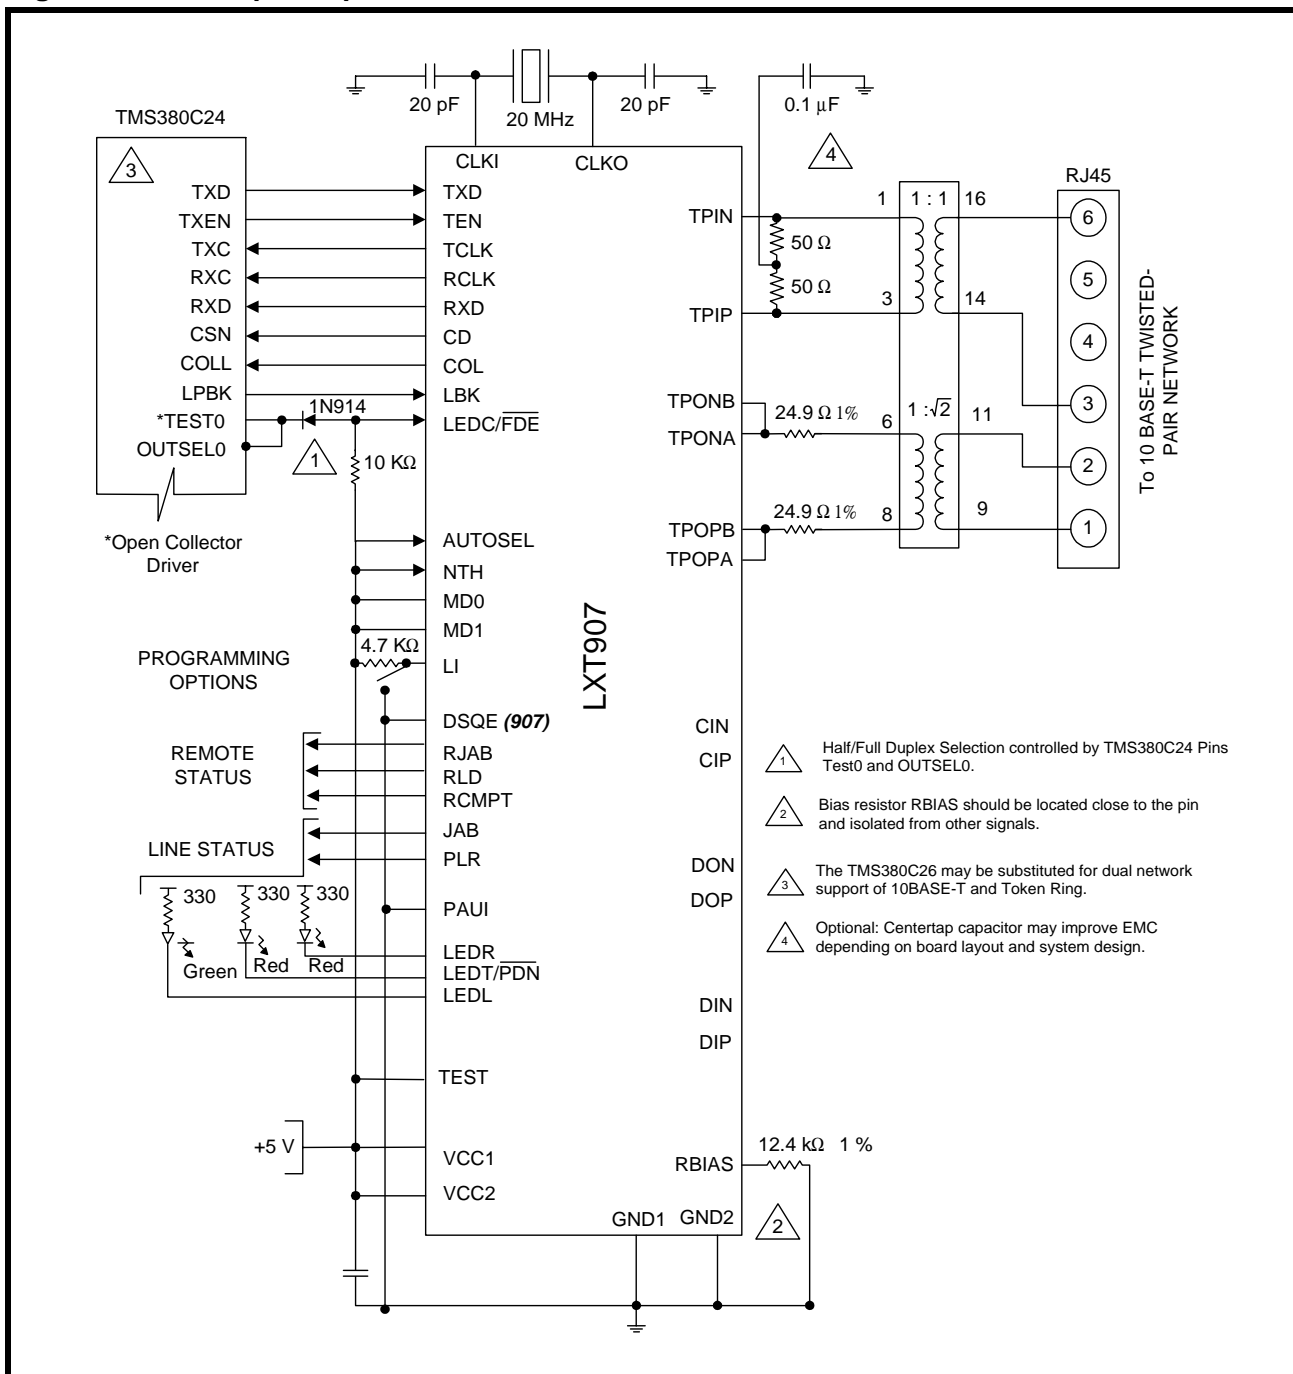 20 pF
20 MHz
20 pF
0.1 µF
TMS380C24
3
4
RJ45
CLKI
CLKO
TXD
TXEN
TXC
RXC
RXD
CSN
COLL
LPBK
*TEST0
OUTSEL0
1N914
1
10 KΩ
*Open Collector
Driver
TXD
TEN
TCLK
RCLK
RXD
CD
COL
LBK
LEDC/FDE
AUTOSEL
NTH
MD0
MD1
4.7 KΩ
LI
DSQE (907)
RJAB
RLD
RCMPT
JAB
PLR
PAUI
LEDR
LEDT/PDN
LEDL
TEST
VCC1
VCC2
PROGRAMMING
OPTIONS
REMOTE
STATUS
LINE STATUS
330
330
330
Green
Red
Red
+5 V
LXT907
TPIN
TPIP
TPONB
TPONA
TPOPB
TPOPA
CIN
CIP
DON
DOP
DIN
DIP
RBIAS
GND1
GND2
12.4 kΩ 1 %
2
50 Ω
50 Ω
24.9 Ω 1%
24.9 Ω 1%
1
1 : 1
16
3
14
6
1 :√2
11
8
9
6
5
4
3
2
1
To 10 BASE-T TWISTED-
PAIR NETWORK
1
Half/Full Duplex Selection controlled by TMS380C24 Pins
Test0 and OUTSEL0.
2
Bias resistor RBIAS should be located close to the pin
and isolated from other signals.
3
The TMS380C26 may be substituted for dual network
support of 10BASE-T and Token Ring.
4
Optional: Centertap capacitor may improve EMC
depending on board layout and system design.